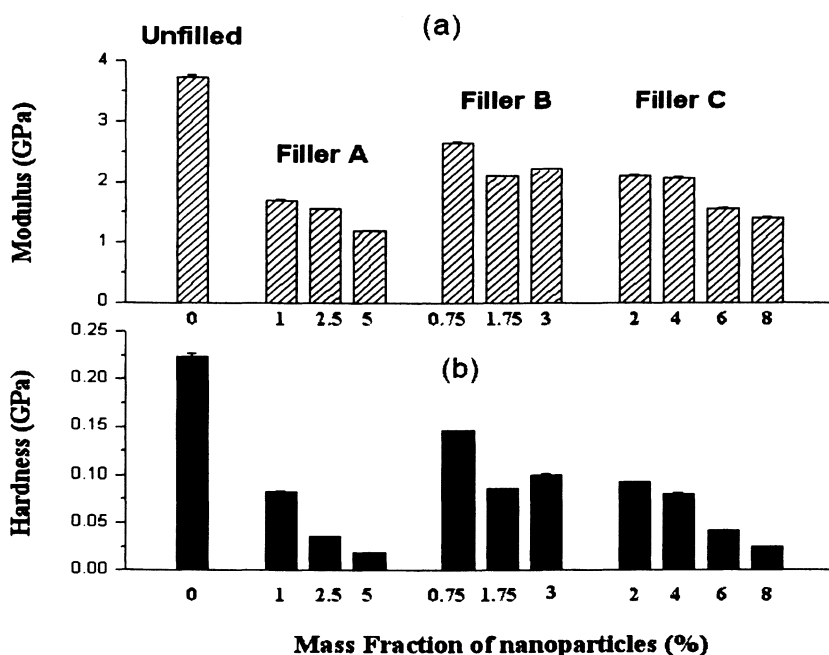 (a)
Unfilled
Filler A
Filler B
Filler C
Modulus (GPa)
4
3
2
1
0
0 1 2.5 5 0.75 1.75 3 2 4 6 8
(b)
Hardness (GPa)
0.25
0.20
0.15
0.10
0.05
0.00
0 1 2.5 5 0.75 1.75 3 2 4 6 8
Mass Fraction of nanoparticles (%)